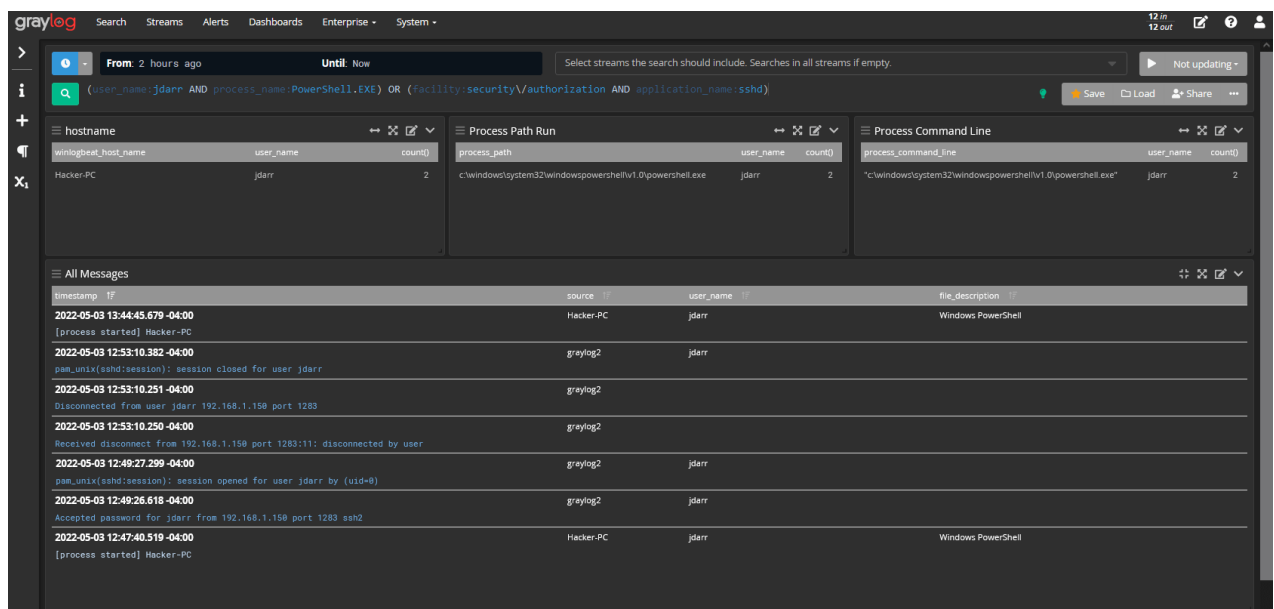 graylog Search Streams Alerts Dashboards Enterprise System 12 in
12 out
From: 2 hours ago Until: Now Select streams the search should include. Searches in all streams if empty. Not updating
(user_name:jdarr AND process_name:PowerShell.EXE) OR (facility:security\/authorization AND application_name:sshd) Save Load Share ...
hostname
winlogbeat_host_name user_name count()
Hacker-PC jdarr 2
Process Path Run
process_path user_name count()
c:\windows\system32\windowspowershell\v1.0\powershell.exe jdarr 2
Process Command Line
process_command_line user_name count()
"c:\windows\system32\windowspowershell\v1.0\powershell.exe" jdarr 2
All Messages
timestamp source user_name file_description
2022-05-03 13:44:45.679 -04:00 Hacker-PC jdarr Windows PowerShell
[process started] Hacker-PC
2022-05-03 12:53:10.382 -04:00 graylog2 jdarr
pam_unix(sshd:session): session closed for user jdarr
2022-05-03 12:53:10.251 -04:00 graylog2
Disconnected from user jdarr 192.168.1.150 port 1283
2022-05-03 12:53:10.250 -04:00 graylog2
Received disconnect from 192.168.1.150 port 1283:11: disconnected by user
2022-05-03 12:49:27.299 -04:00 graylog2 jdarr
pam_unix(sshd:session): session opened for user jdarr by (uid=0)
2022-05-03 12:49:26.618 -04:00 graylog2 jdarr
Accepted password for jdarr from 192.168.1.150 port 1283 ssh2
2022-05-03 12:47:40.519 -04:00 Hacker-PC jdarr Windows PowerShell
[process started] Hacker-PC